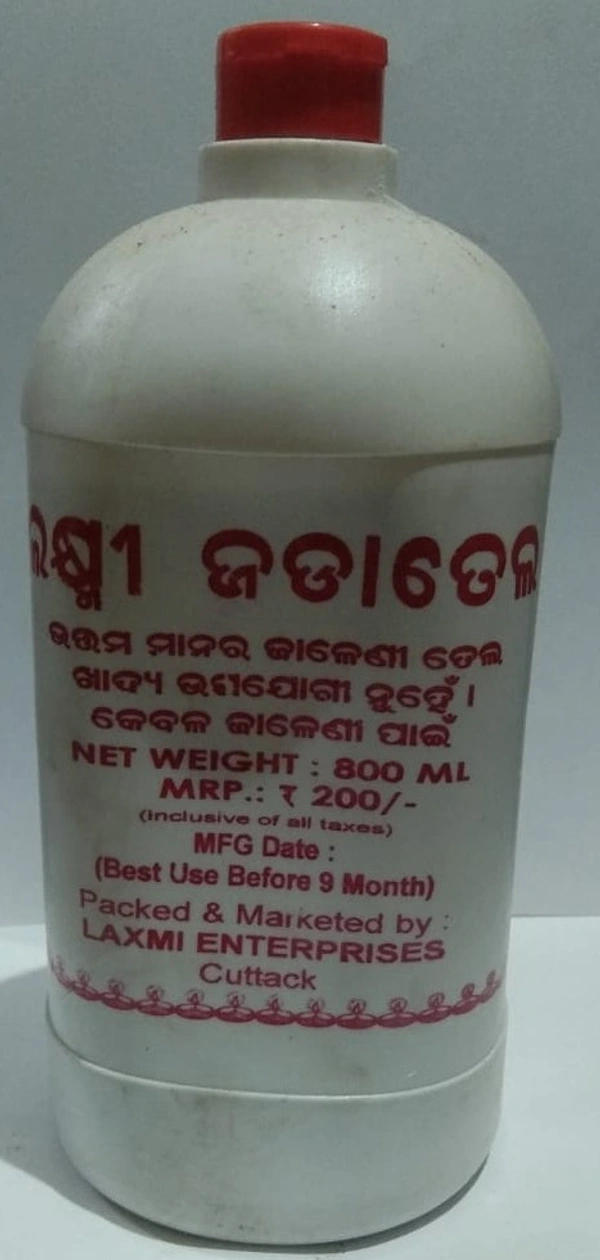 ଲକ୍ଷ୍ମୀ ଜଡାତେଲ
ଉତ୍ତମ ମାନର ଜାଳେଣୀ ତେଲ
ଖାଦ୍ୟ ଉପଯୋଗୀ ନୁହେଁ ।
କେବଳ ଜାଳେଣୀ ପାଇଁ
NET WEIGHT : 800 ML
MRP.: ₹ 200/-
(Inclusive of all taxes)
MFG Date :
(Best Use Before 9 Month)
Packed & Marketed by :
LAXMI ENTERPRISES
Cuttack